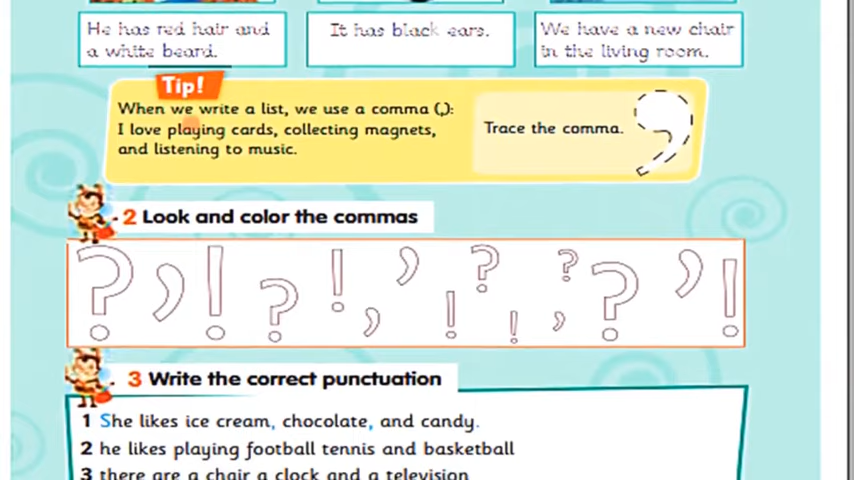 He has red hair and
a white beard.
It has black ears.
We have a new chair
in the living room.
Tip!
When we write a list, we use a comma (,):
I love playing cards, collecting magnets,
and listening to music.
Trace the comma.
2 Look and color the commas
? , ! ? ! , , ? ! ! ? , ? , !
3 Write the correct punctuation
1 She likes ice cream, chocolate, and candy.
2 he likes playing football tennis and basketball
3 there are a chair a clock and a television